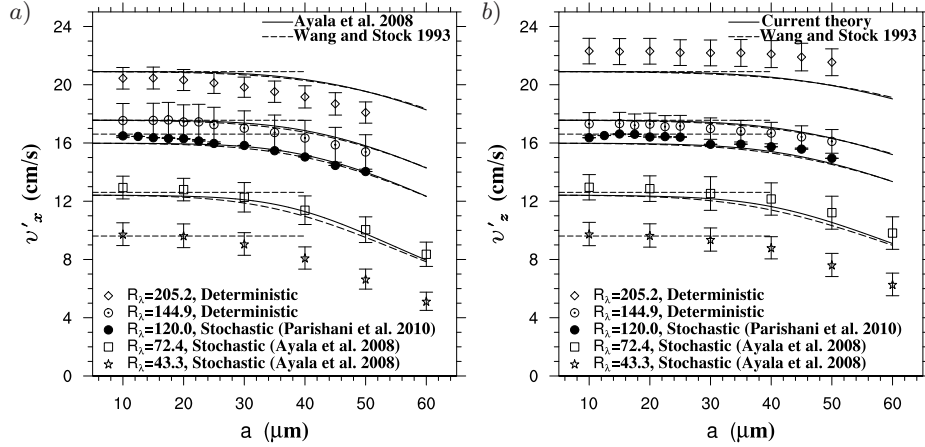 a)
Ayala et al. 2008
Wang and Stock 1993
24
20
16
12
8
4
0
υ'x (cm/s)
Rλ=205.2, Deterministic
Rλ=144.9, Deterministic
Rλ=120.0, Stochastic (Parishani et al. 2010)
Rλ=72.4, Stochastic (Ayala et al. 2008)
Rλ=43.3, Stochastic (Ayala et al. 2008)
10 20 30 40 50 60
a (μm)
b)
Current theory
Wang and Stock 1993
24
20
16
12
8
4
0
υ'z (cm/s)
Rλ=205.2, Deterministic
Rλ=144.9, Deterministic
Rλ=120.0, Stochastic (Parishani et al. 2010)
Rλ=72.4, Stochastic (Ayala et al. 2008)
Rλ=43.3, Stochastic (Ayala et al. 2008)
10 20 30 40 50 60
a (μm)